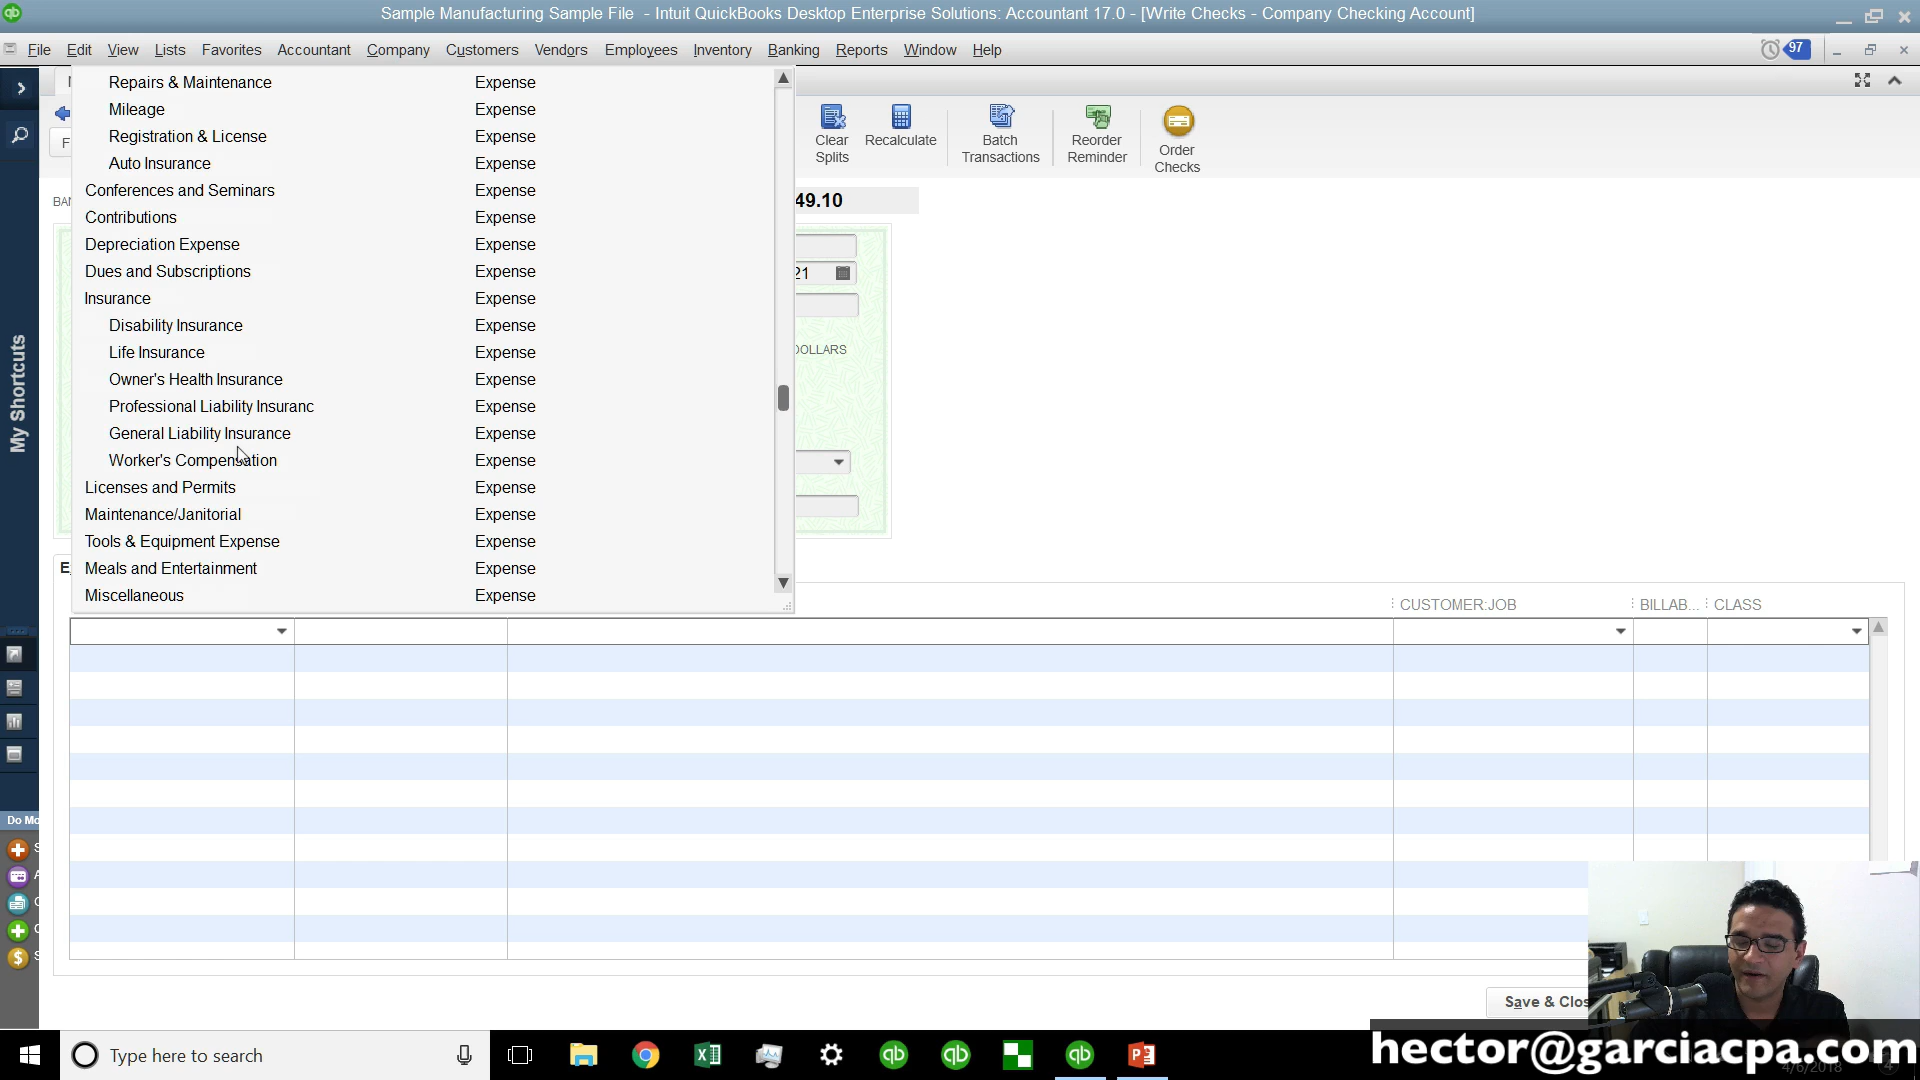 Sample Manufacturing Sample File - Intuit QuickBooks Desktop Enterprise Solutions: Accountant 17.0 - [Write Checks - Company Checking Account]
File Edit View Lists Favorites Accountant Company Customers Vendors Employees Inventory Banking Reports Window Help
97
Repairs & Maintenance Expense
Mileage Expense
Registration & License Expense
Auto Insurance Expense
Conferences and Seminars Expense
Contributions Expense
Depreciation Expense Expense
Dues and Subscriptions Expense
Insurance Expense
Disability Insurance Expense
Life Insurance Expense
Owner's Health Insurance Expense
Professional Liability Insuranc Expense
General Liability Insurance Expense
Worker's Compensation Expense
Licenses and Permits Expense
Maintenance/Janitorial Expense
Tools & Equipment Expense Expense
Meals and Entertainment Expense
Miscellaneous Expense
Clear Splits
Recalculate
Batch Transactions
Reorder Reminder
Order Checks
49.10
21
DOLLARS
My Shortcuts
Do Mo
CUSTOMER:JOB BILLAB... CLASS
Save & Clos
Type here to search
hector@garciacpa.com
4/6/2018